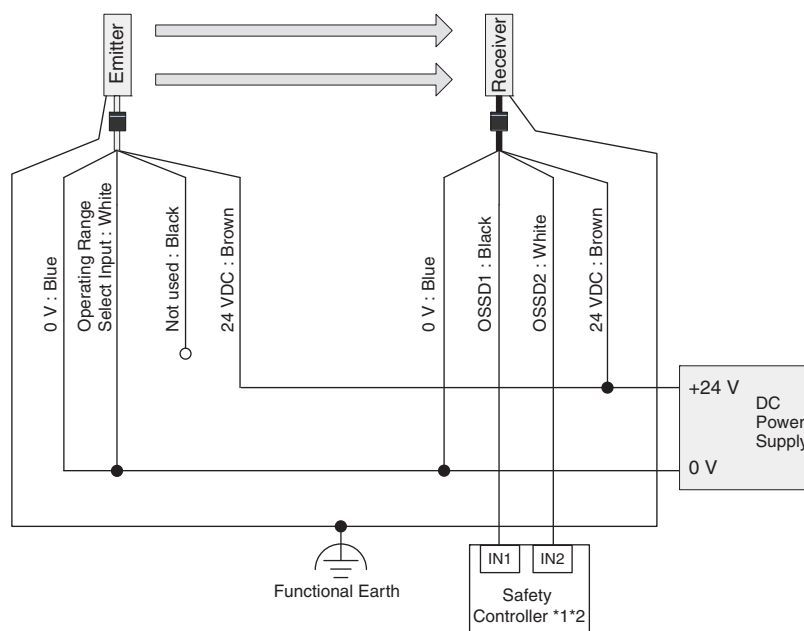 Emitter
Receiver
0 V : Blue
Operating Range
Select Input : White
Not used : Black
24 VDC : Brown
0 V : Blue
OSSD1 : Black
OSSD2 : White
24 VDC : Brown
+24 V
DC
Power
Supply
0 V
Functional Earth
IN1
IN2
Safety
Controller *1*2